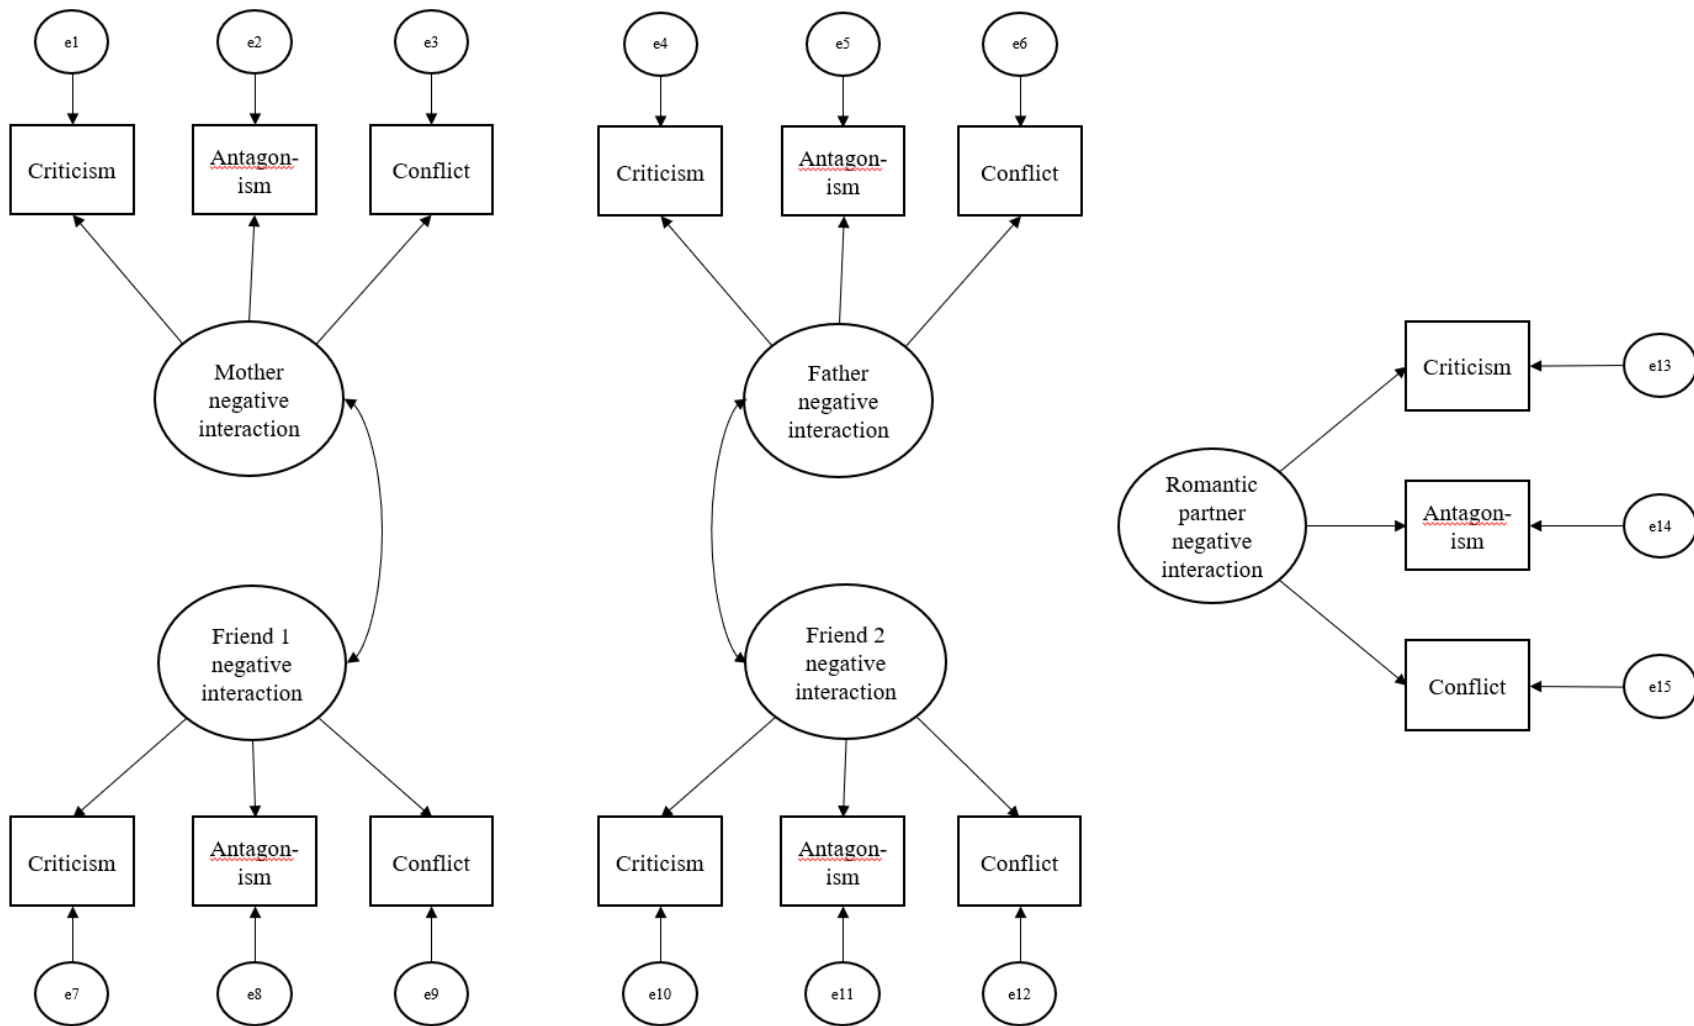 e1
e2
e3
e4
e5
e6
Criticism
Antagon-
ism
Conflict
Criticism
Antagon-
ism
Conflict
Mother
negative
interaction
Father
negative
interaction
Criticism
e13
Romantic
partner
negative
interaction
Antagon-
ism
e14
Friend 1
negative
interaction
Friend 2
negative
interaction
Conflict
e15
Criticism
Antagon-
ism
Conflict
Criticism
Antagon-
ism
Conflict
e7
e8
e9
e10
e11
e12